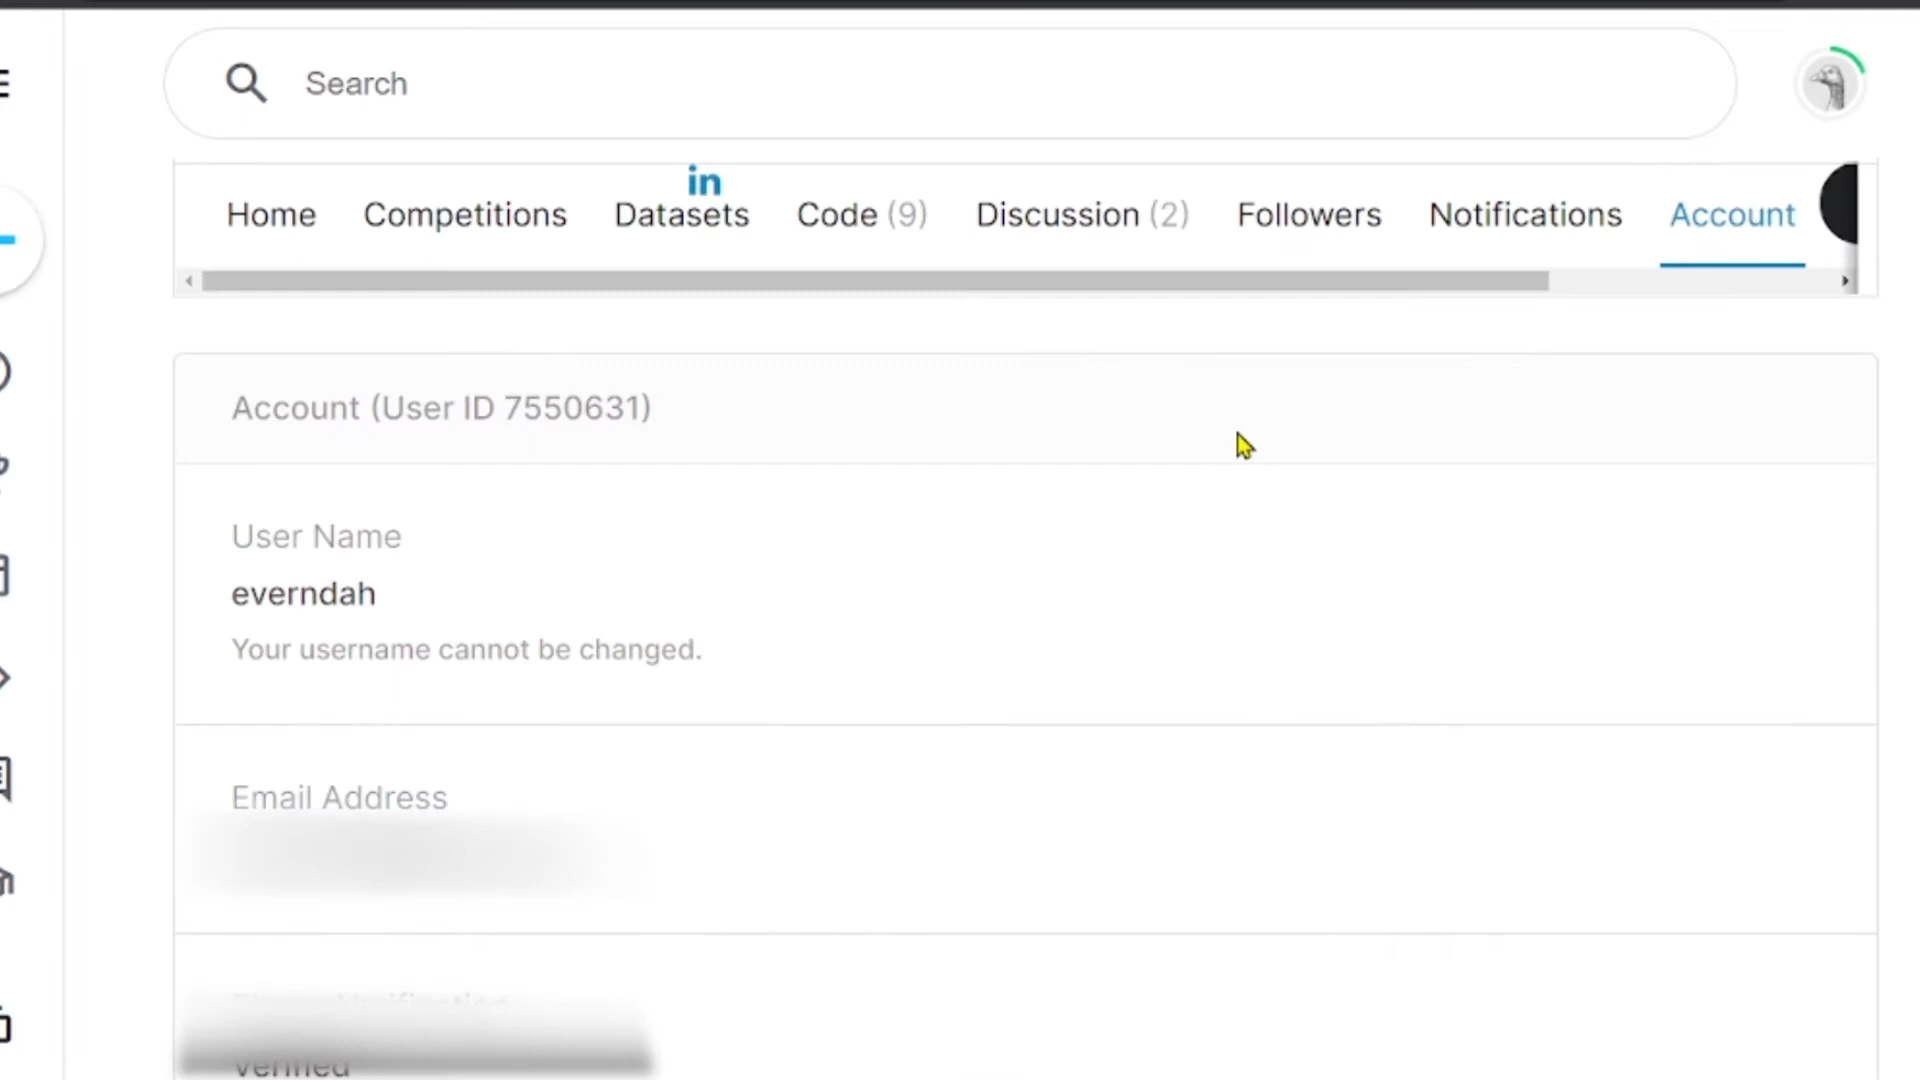 Search
in
Home Competitions Datasets Code (9) Discussion (2) Followers Notifications Account
Account (User ID 7550631)
User Name
everndah
Your username cannot be changed.
Email Address
Verified